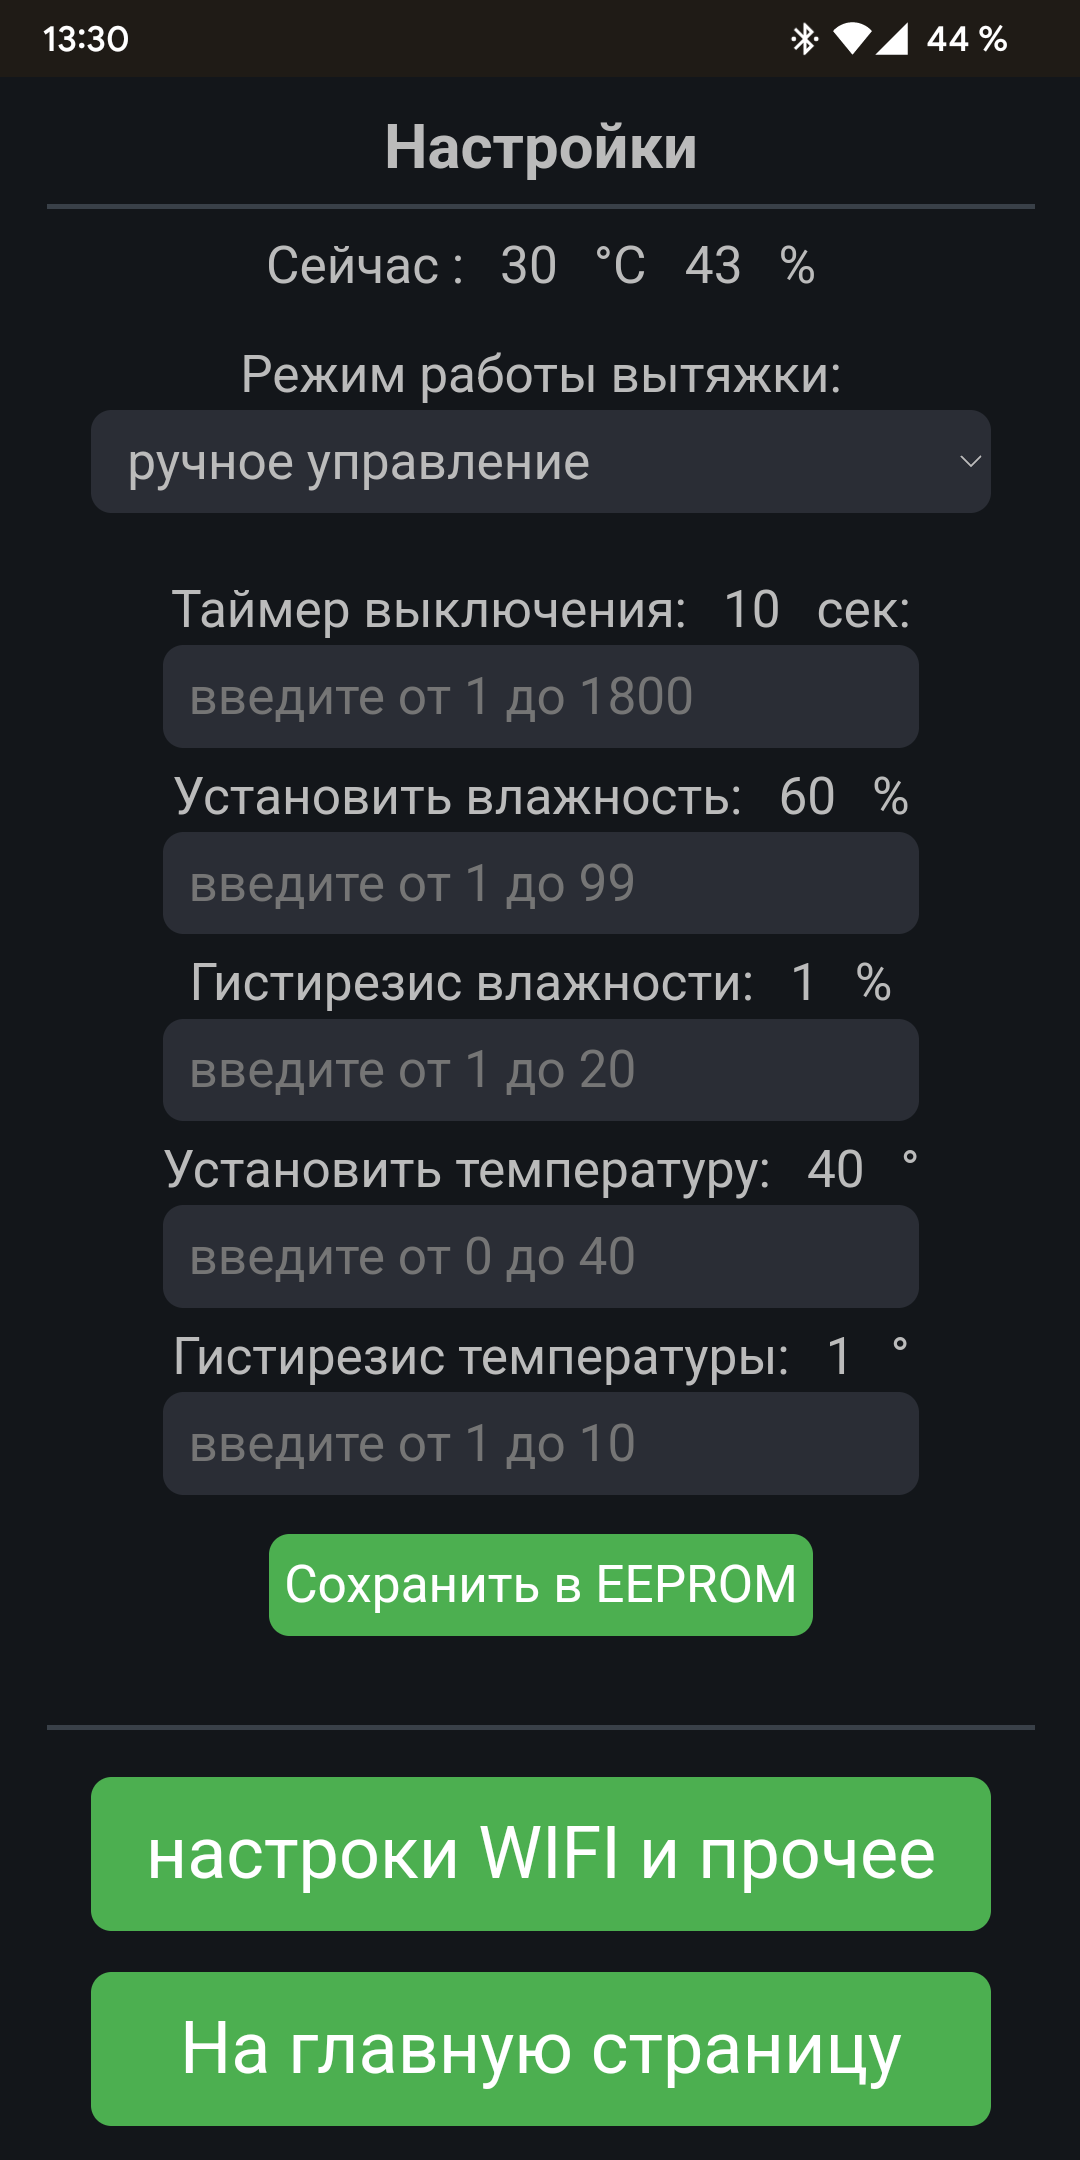 13:30 44 %
Настройки
Сейчас : 30 °C 43 %
Режим работы вытяжки:
ручное управление
Таймер выключения: 10 сек:
введите от 1 до 1800
Установить влажность: 60 %
введите от 1 до 99
Гистирезис влажности: 1 %
введите от 1 до 20
Установить температуру: 40 °
введите от 0 до 40
Гистирезис температуры: 1 °
введите от 1 до 10
Сохранить в EEPROM
настроки WIFI и прочее
На главную страницу